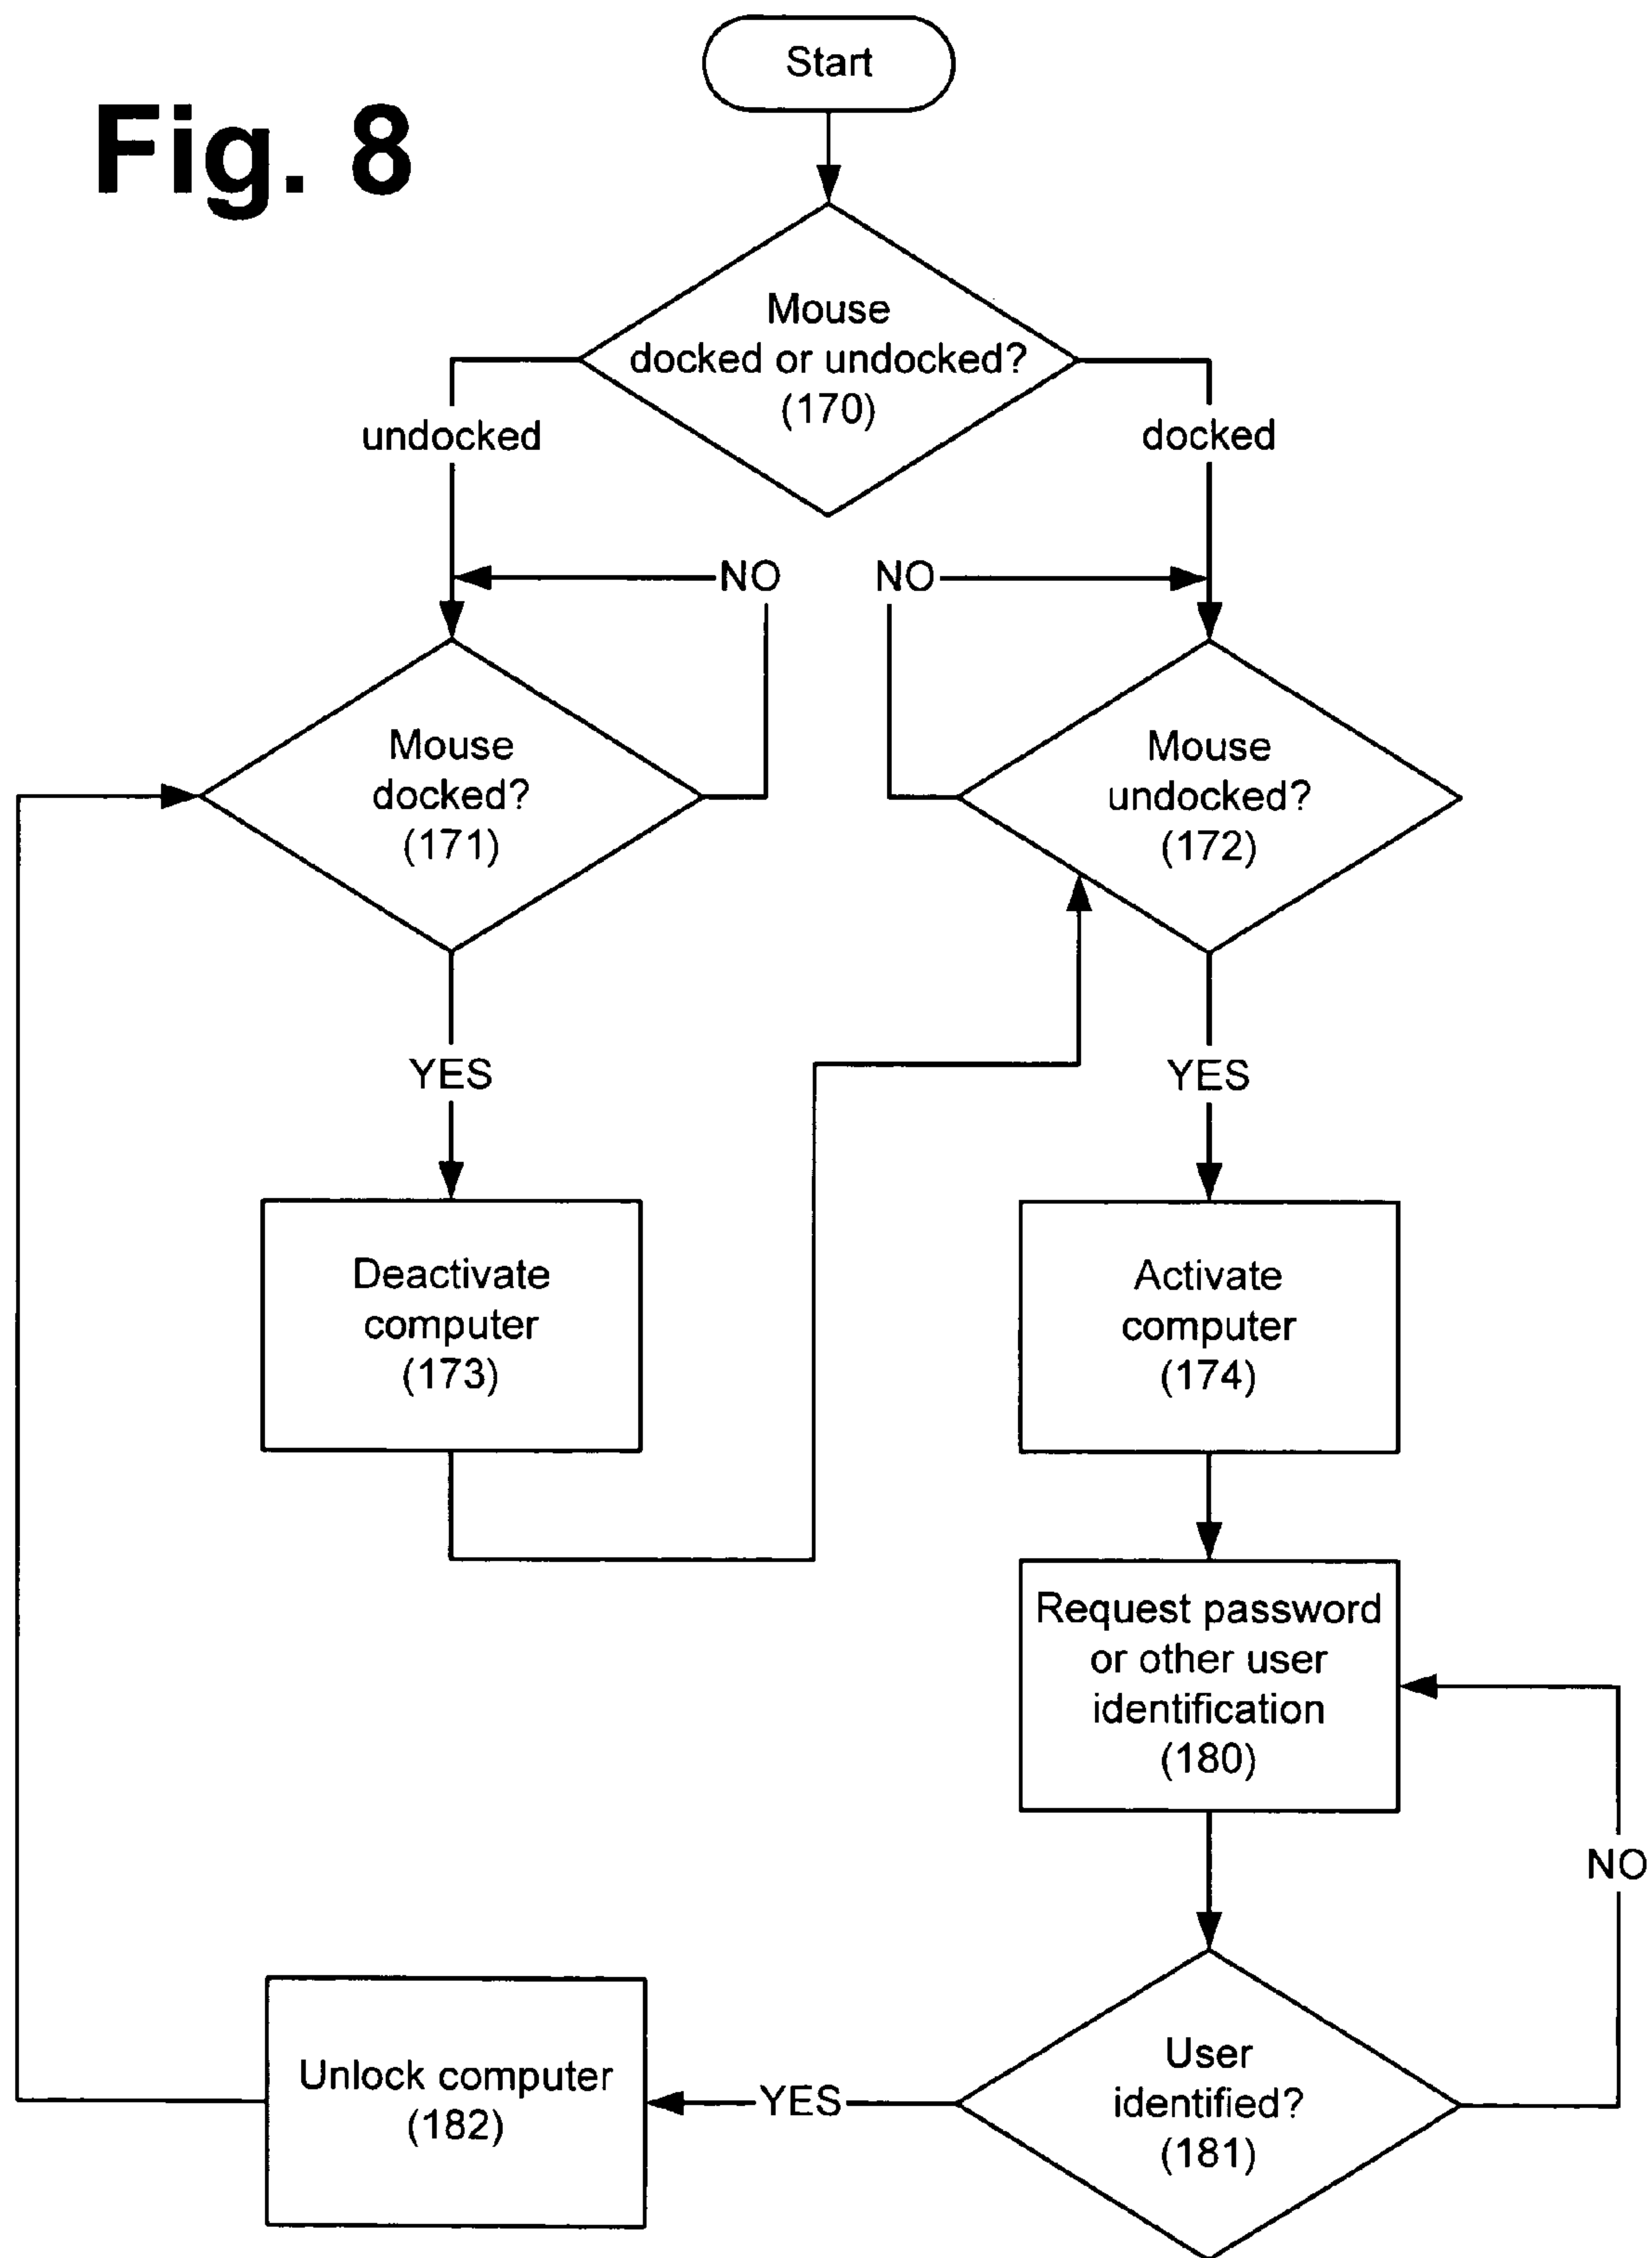 Fig. 8
Start
Mouse
docked or undocked?
(170)
undocked
docked
NO
NO
Mouse
docked?
(171)
Mouse
undocked?
(172)
YES
YES
Deactivate
computer
(173)
Activate
computer
(174)
Request password
or other user
identification
(180)
NO
Unlock computer
(182)
YES
User
identified?
(181)